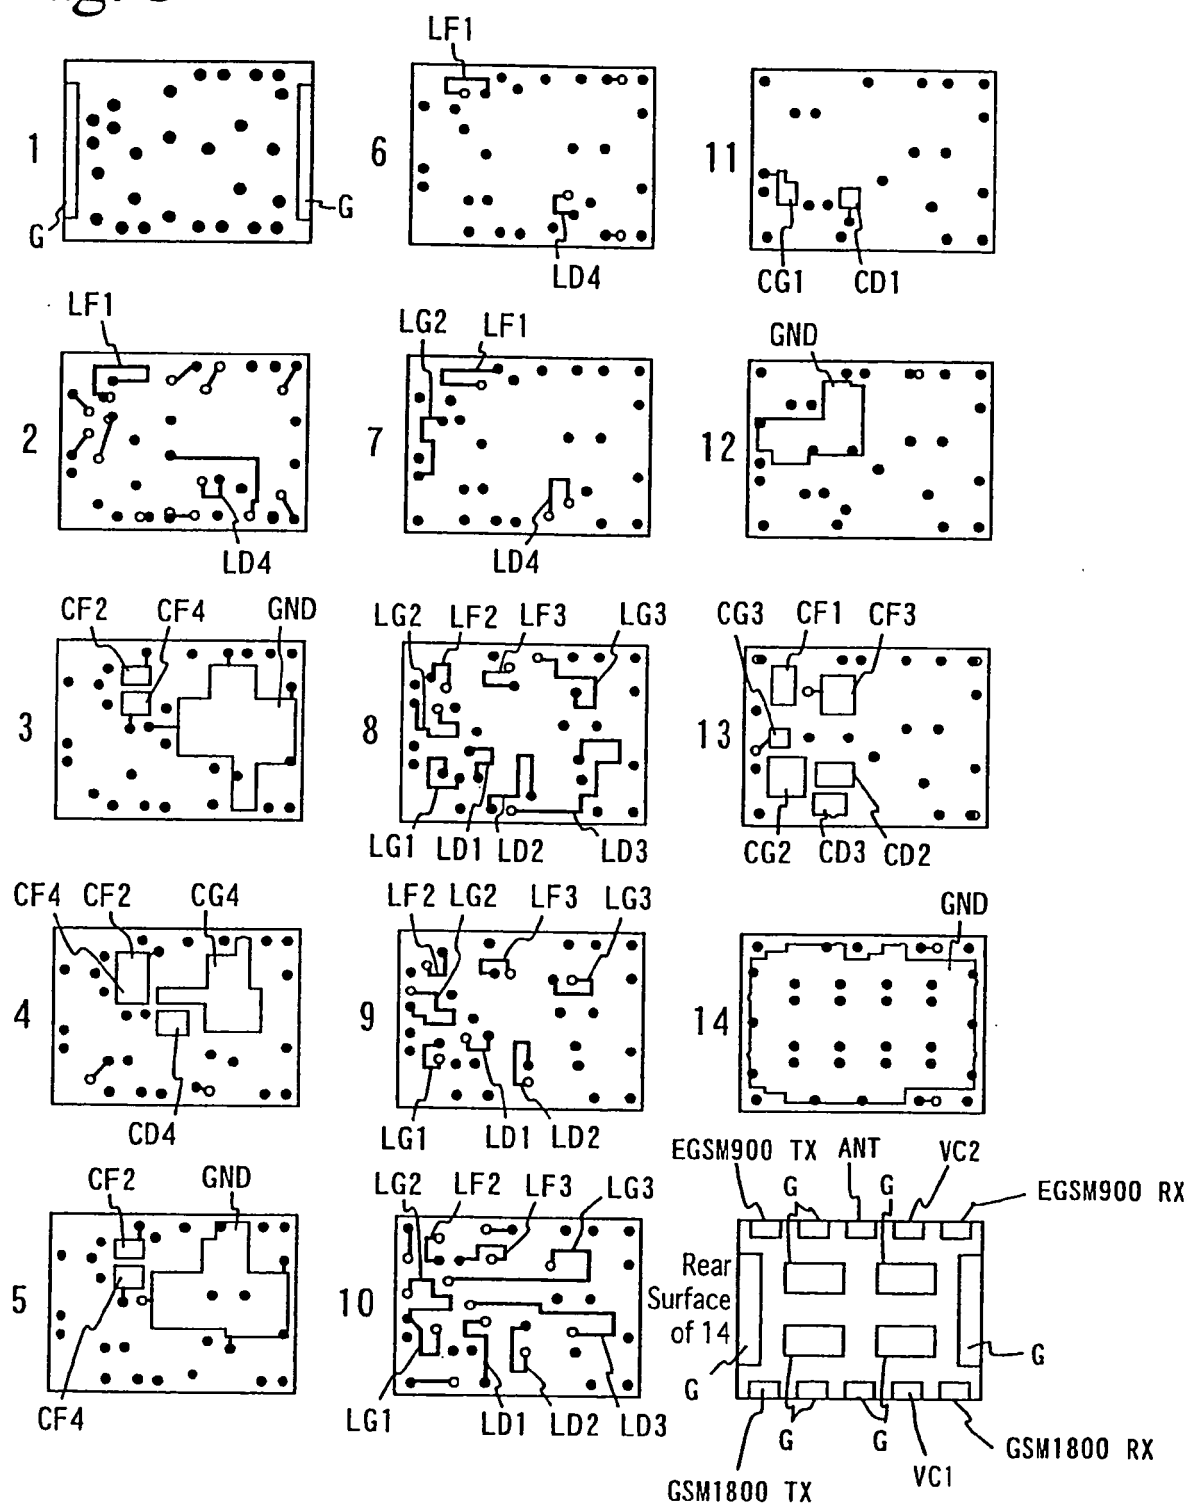 1
G
G
2
LF1
LD4
3
CF2 CF4 GND
4
CF4 CF2 CG4
CD4
5
CF2 GND
CF4
6
LF1
LD4
7
LG2 LF1
LD4
8
LG2 LF2 LF3 LG3
LG1 LD1 LD2 LD3
9
LF2 LG2 LF3 LG3
LG1 LD1 LD2
10
LG2 LF2 LF3 LG3
LG1 LD1 LD2 LD3
11
CG1 CD1
12
GND
13
CG3 CF1 CF3
CG2 CD3 CD2
14
GND
EGSM900 TX ANT VC2
G G EGSM900 RX
Rear
Surface
of 14
G
G
G G
GSM1800 RX
VC1
GSM1800 TX